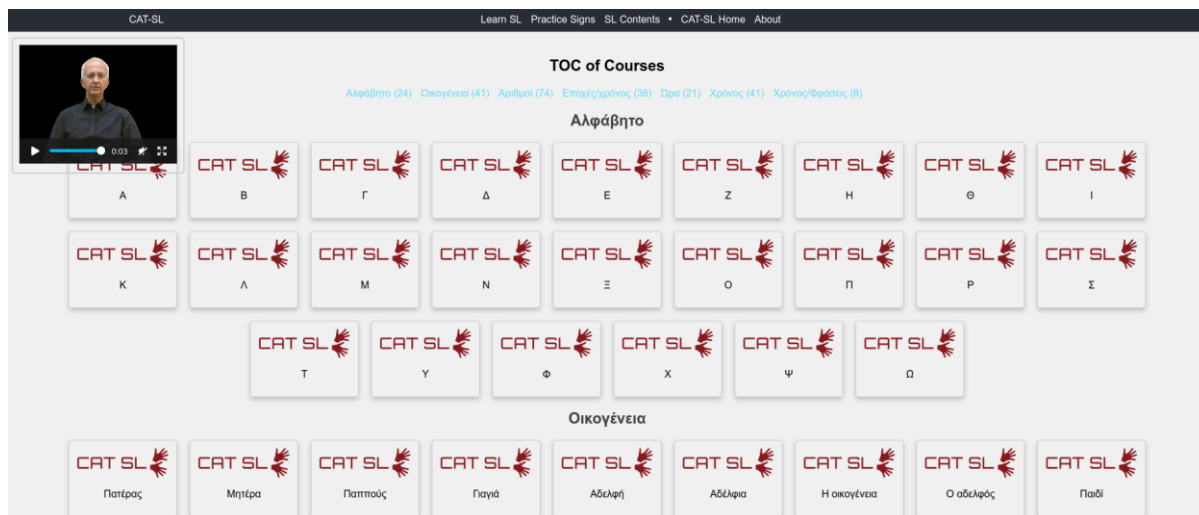 CAT-SL Learn SL Practice Signs SL Contents • CAT-SL Home About
TOC of Courses
Αλφάβητο (24) Οικογένεια (41) Αριθμοί (74) Εποχές/χρόνος (36) Ώρα (21) Χρόνος (41) Χρόνος/Φράσεις (8)
Αλφάβητο
0:03
CAT SL CAT SL CAT SL CAT SL CAT SL CAT SL CAT SL CAT SL CAT SL
Α Β Γ Δ Ε Ζ Η Θ Ι
CAT SL CAT SL CAT SL CAT SL CAT SL CAT SL CAT SL CAT SL CAT SL
Κ Λ Μ Ν Ξ Ο Π Ρ Σ
CAT SL CAT SL CAT SL CAT SL CAT SL CAT SL
Τ Υ Φ Χ Ψ Ω
Οικογένεια
CAT SL CAT SL CAT SL CAT SL CAT SL CAT SL CAT SL CAT SL CAT SL
Πατέρας Μητέρα Παππούς Γιαγιά Αδελφή Αδέλφια Η οικογένεια Ο αδελφός Παιδί